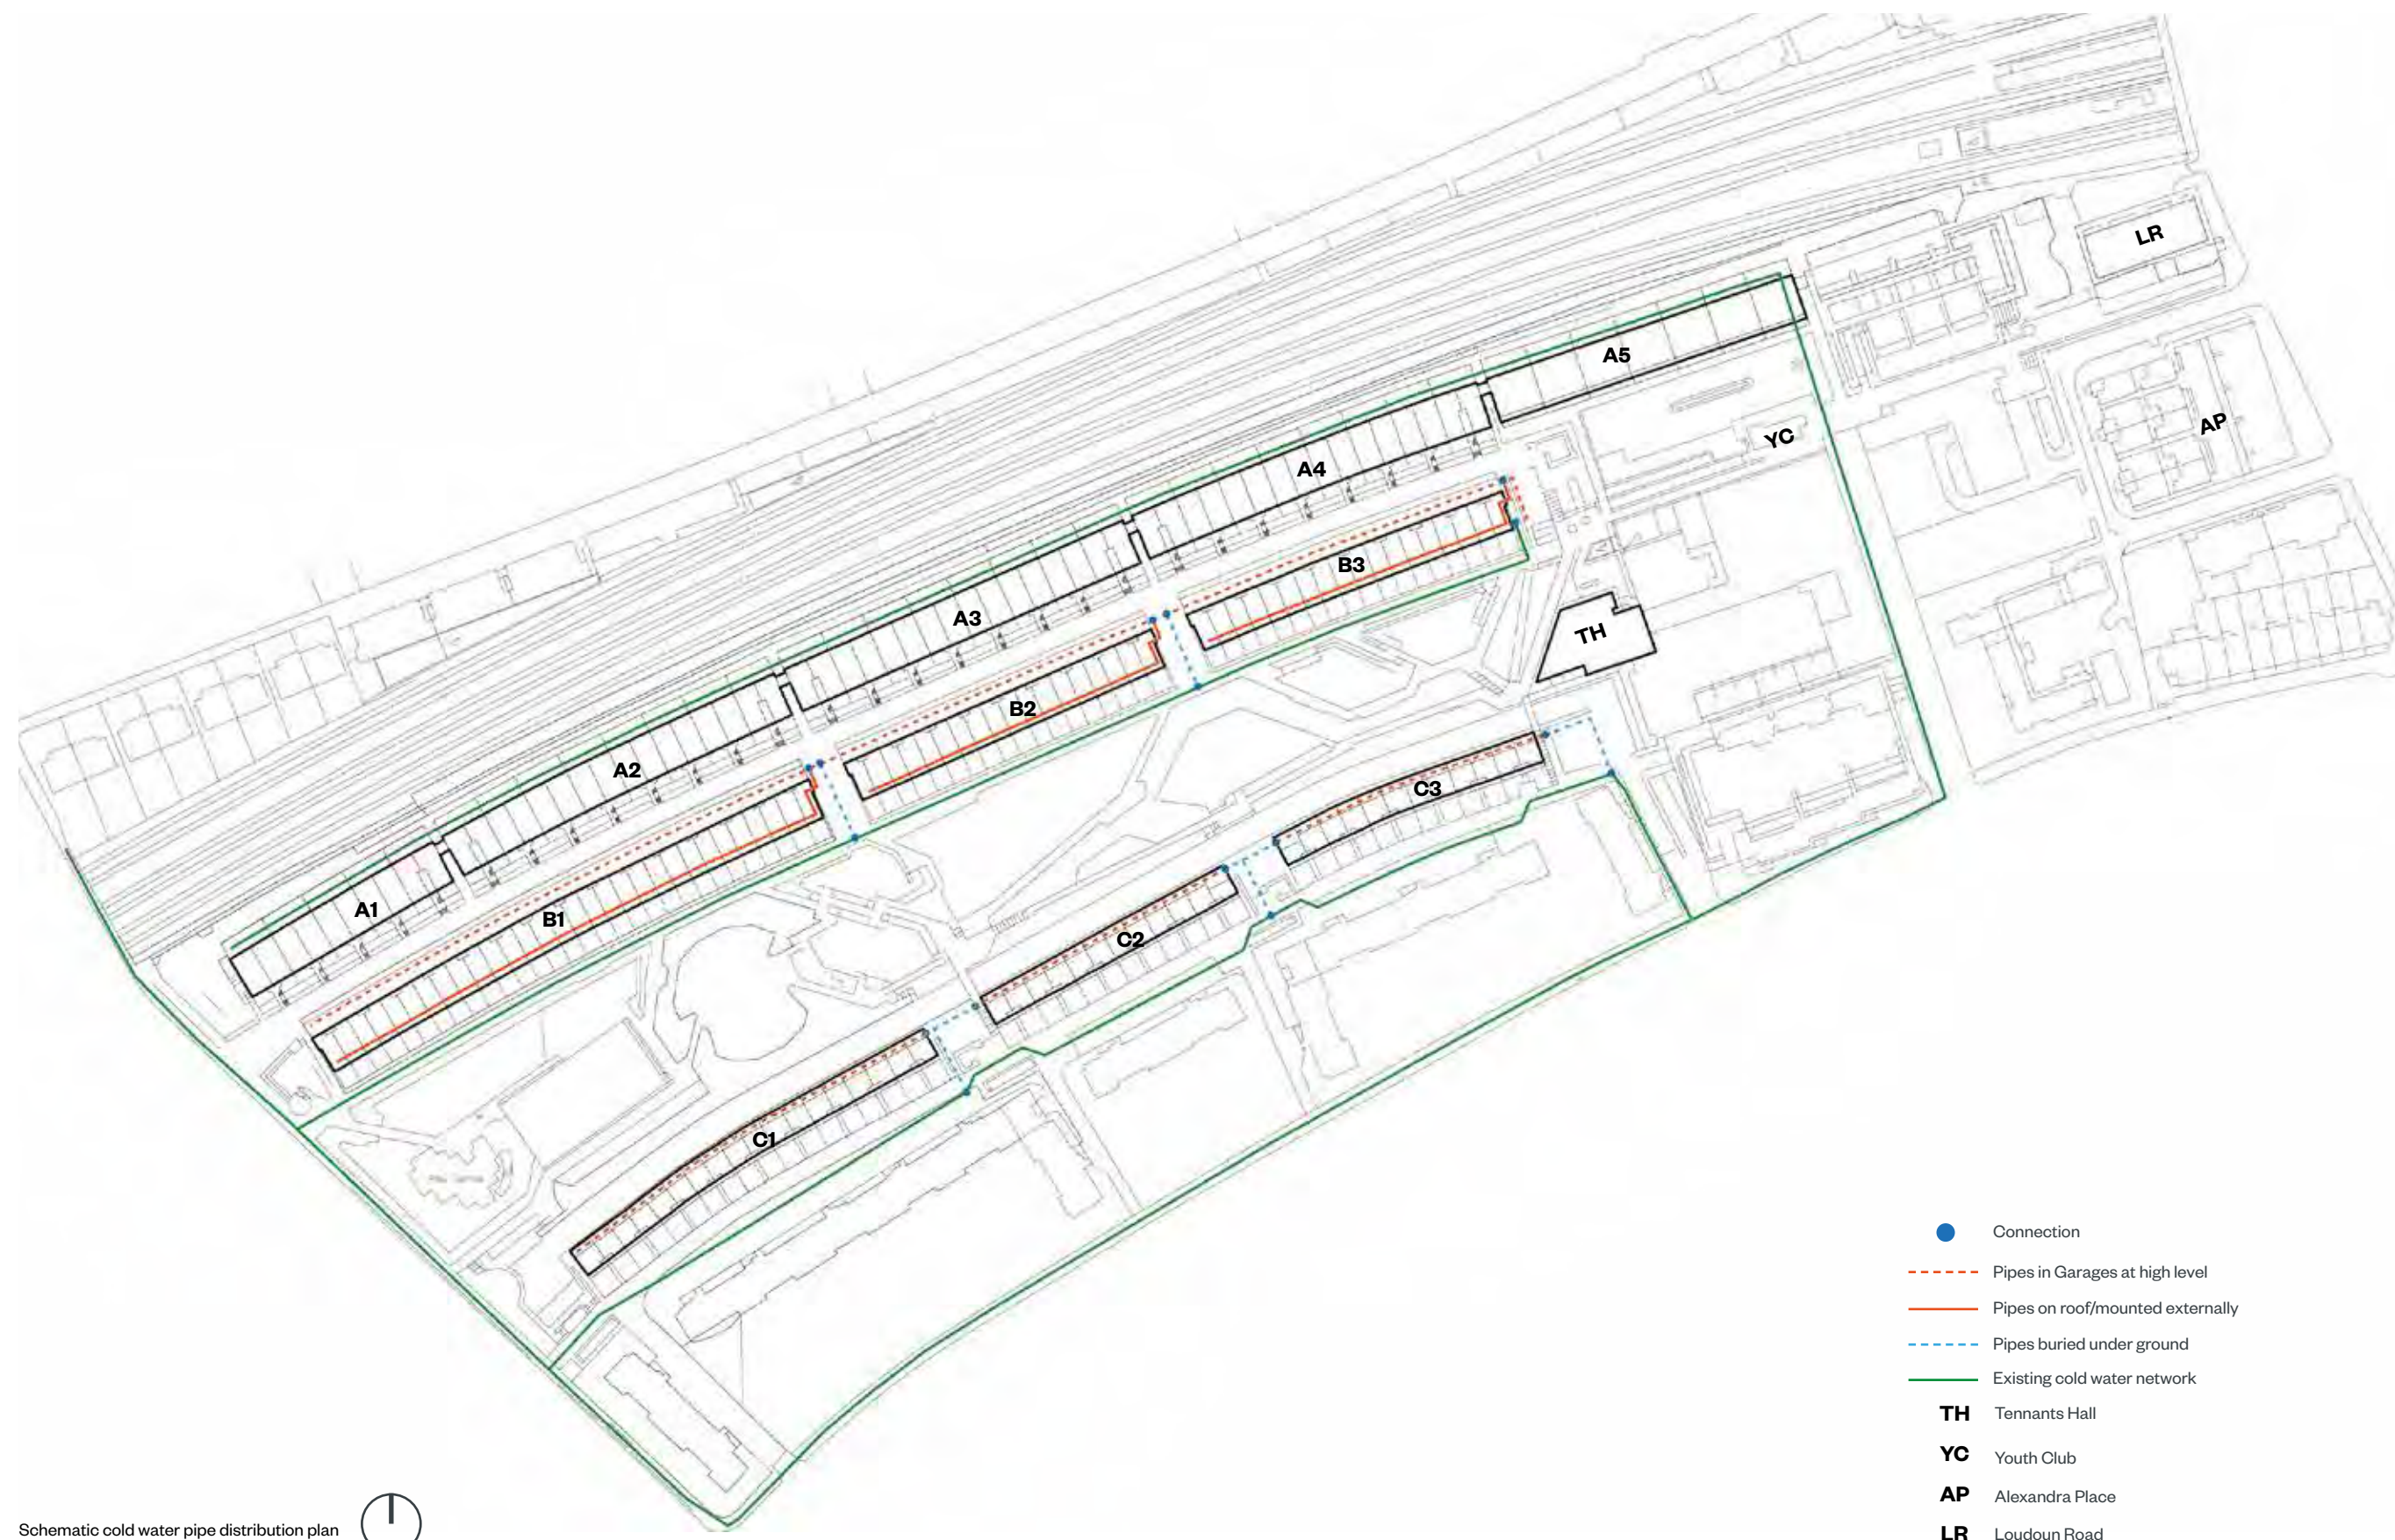 LR
A5
AP
YC
A4
B3
A3
TH
B2
A2
C3
A1
B1
C2
C1
Connection
Pipes in Garages at high level
Pipes on roof/mounted externally
Pipes buried under ground
Existing cold water network
TH Tennants Hall
YC Youth Club
AP Alexandra Place
LR Loudoun Road
Schematic cold water pipe distribution plan